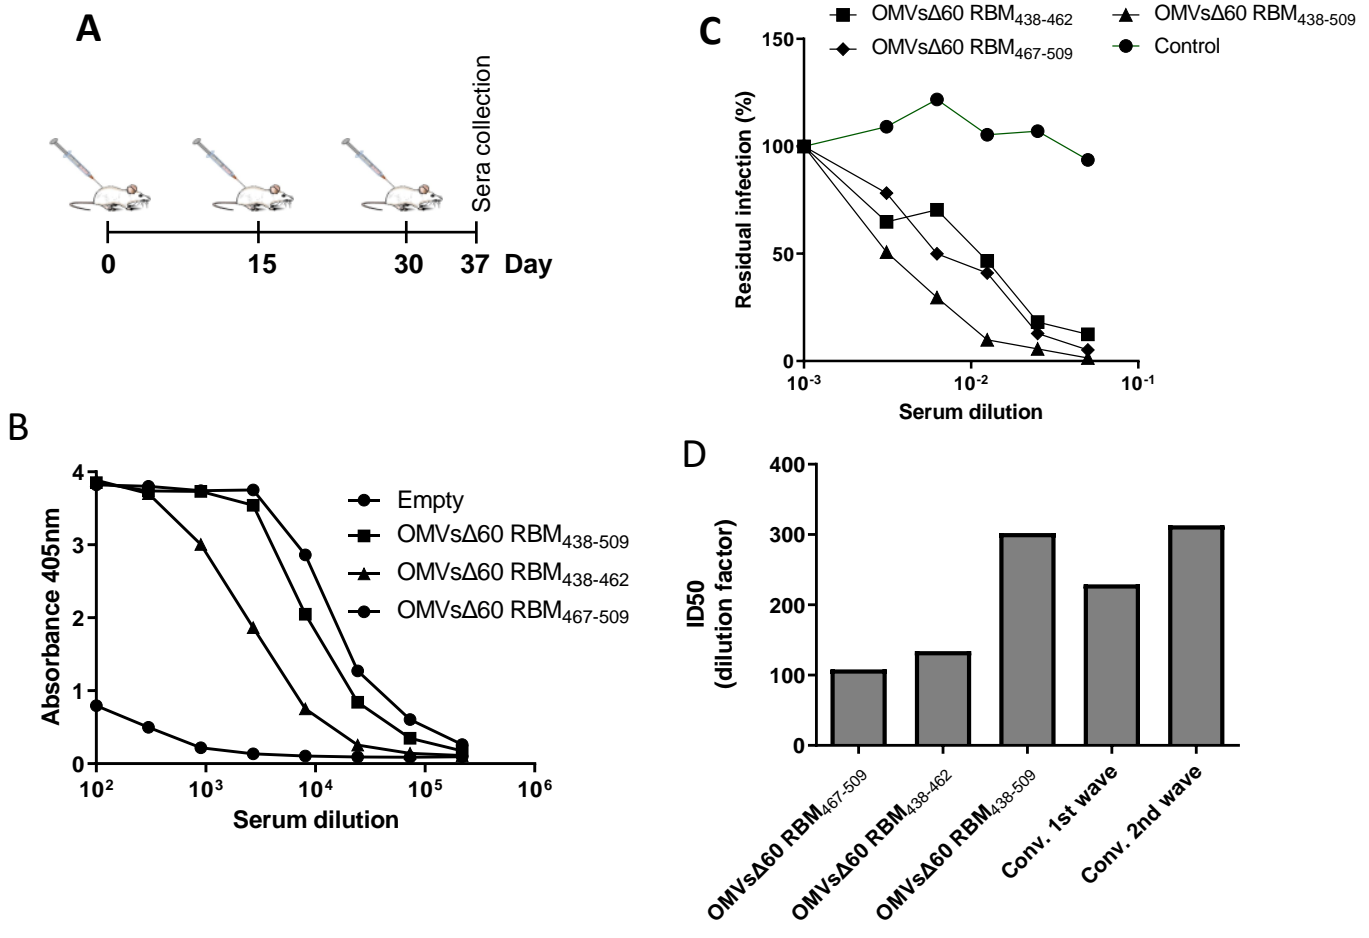 A
Sera collection
0 15 30 37 Day
B
4
3
2
1
0
Absorbance 405nm
10² 10³ 10⁴ 10⁵ 10⁶
Serum dilution
Empty
OMVsΔ60 RBM438-509
OMVsΔ60 RBM438-462
OMVsΔ60 RBM467-509
C
OMVsΔ60 RBM438-462
OMVsΔ60 RBM438-509
OMVsΔ60 RBM467-509
Control
150
100
50
0
Residual infection (%)
10⁻³ 10⁻² 10⁻¹
Serum dilution
D
400
300
200
100
0
ID50
(dilution factor)
OMVsΔ60 RBM467-509
OMVsΔ60 RBM438-462
OMVsΔ60 RBM438-509
Conv. 1st wave
Conv. 2nd wave